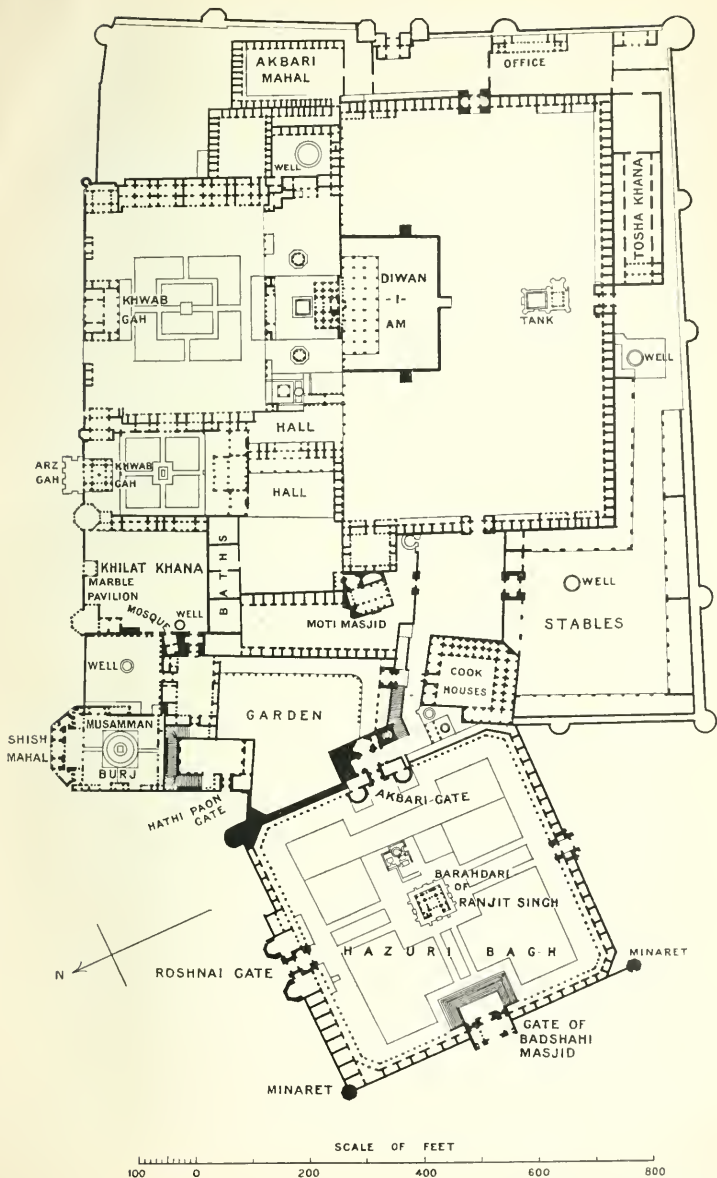 AKBARI
MAHAL
OFFICE
WELL
TOSHA KHANA
KHWAB
GAH
DIWAN
-I-
AM
TANK
WELL
HALL
ARZ
GAH
KHWAB
GAH
HALL
KHILAT KHANA
MARBLE
PAVILION
BATHS
MOSQUE
WELL
MOTI MASJID
WELL
STABLES
WELL
COOK
HOUSES
GARDEN
MUSAMMAN
BURJ
SHISH
MAHAL
HATHI PAON
GATE
AKBARI-GATE
BARAHDARI
OF
RANJIT SINGH
N
HAZURI BAGH
ROSHNAI GATE
MINARET
GATE OF
BADSHAHI
MASJID
MINARET
SCALE OF FEET
100 0 200 400 600 800